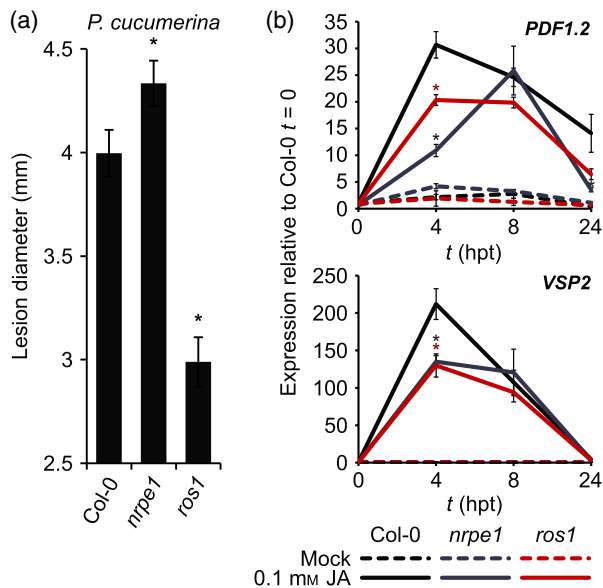 (a)
P. cucumerina
Lesion diameter (mm)
4.5
4
3.5
3
2.5
*
*
Col-0
nrpe1
ros1
(b)
Expression relative to Col-0 t = 0
PDF1.2
35
30
25
20
15
10
5
0
*
*
0 4 8 24
t (hpt)
VSP2
250
200
150
100
50
0
*
*
0 4 8 24
t (hpt)
Col-0 nrpe1 ros1
Mock
0.1 mM JA